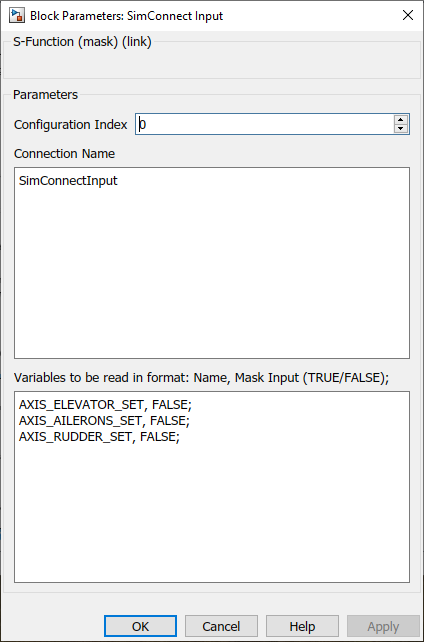 Block Parameters: SimConnect Input
S-Function (mask) (link)
Parameters
Configuration Index 0
Connection Name
SimConnectInput
Variables to be read in format: Name, Mask Input (TRUE/FALSE);
AXIS_ELEVATOR_SET, FALSE;
AXIS_AILERONS_SET, FALSE;
AXIS_RUDDER_SET, FALSE;
OK Cancel Help Apply